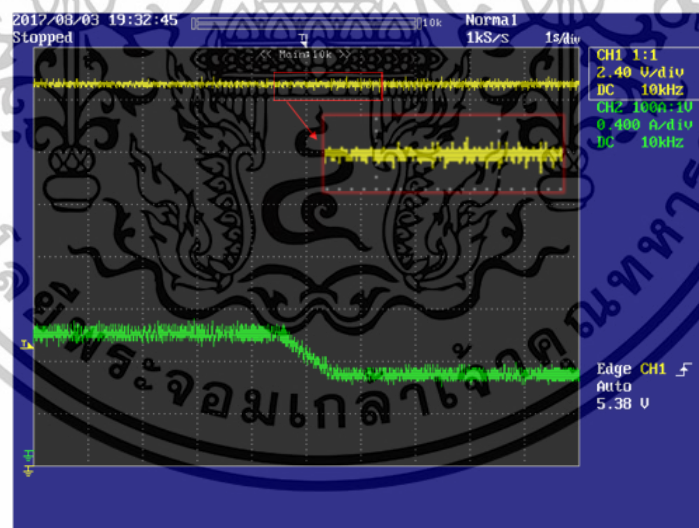 2017/08/03 19:32:45
10k
Normal
Stopped
1kS/s
1s/div
<< Main:10k >>
CH1 1:1
2.40 V/div
DC 10kHz
CH2 100A:1V
0.400 A/div
DC 10kHz
Edge CH1
Auto
5.38 V